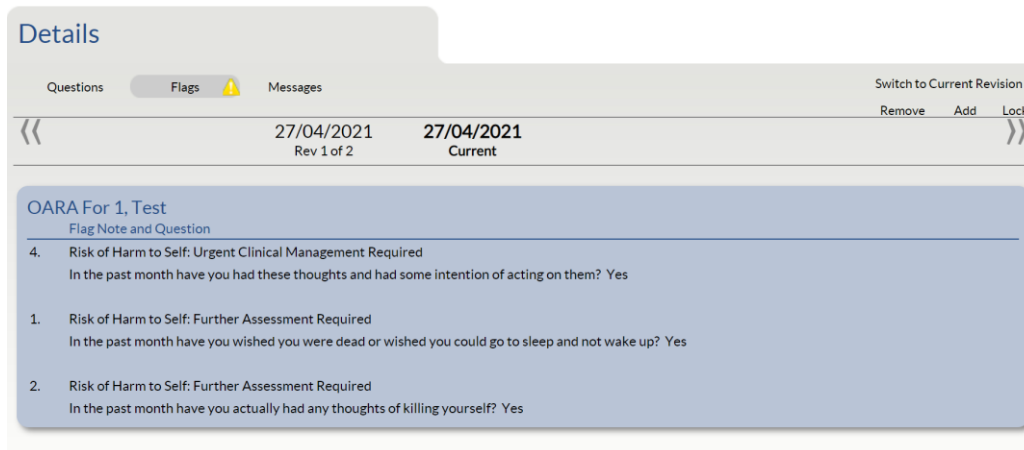 Details
Questions Flags Messages Switch to Current Revision
Remove Add Lock
27/04/2021 27/04/2021
Rev 1 of 2 Current
OARA For 1, Test
Flag Note and Question
4. Risk of Harm to Self: Urgent Clinical Management Required
In the past month have you had these thoughts and had some intention of acting on them? Yes
1. Risk of Harm to Self: Further Assessment Required
In the past month have you wished you were dead or wished you could go to sleep and not wake up? Yes
2. Risk of Harm to Self: Further Assessment Required
In the past month have you actually had any thoughts of killing yourself? Yes